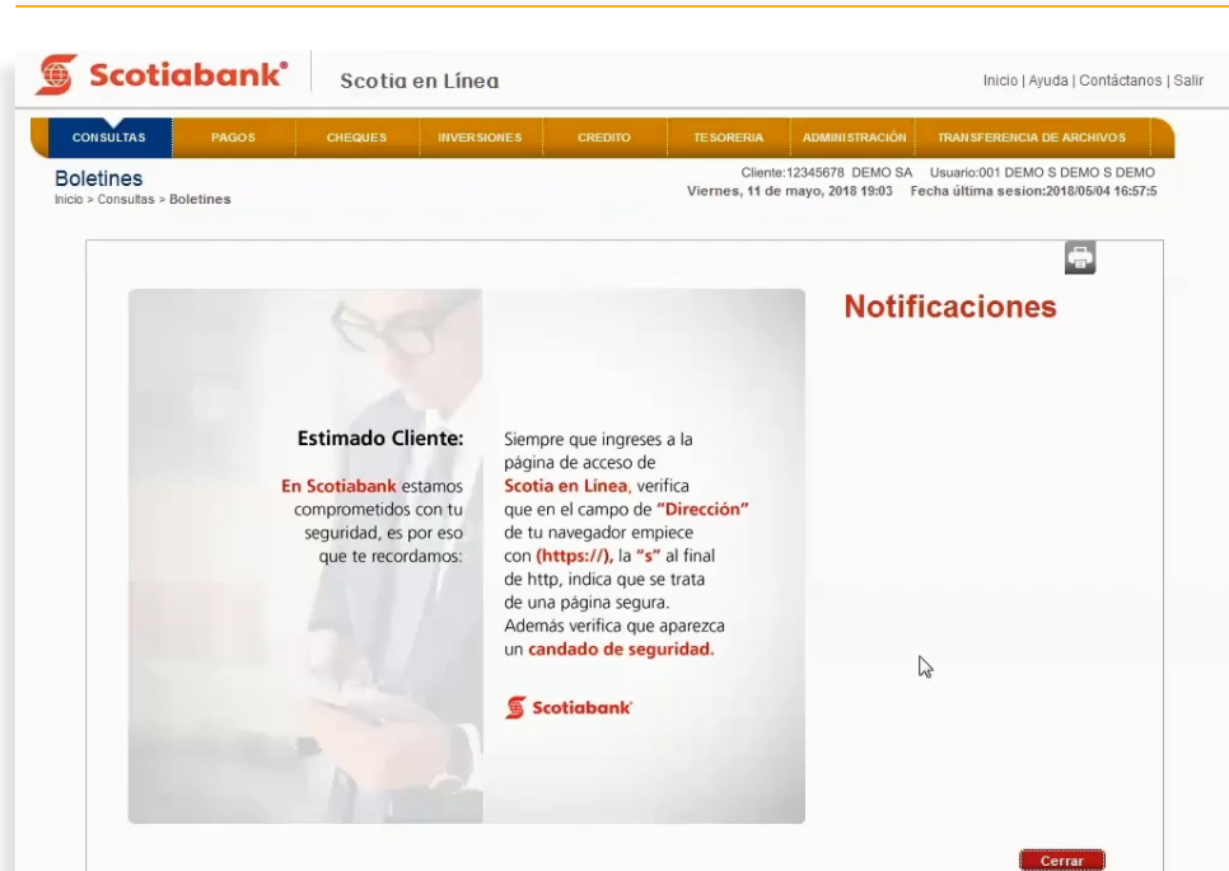 Scotiabank®
Scotia en Línea
Inicio | Ayuda | Contáctanos | Salir
CONSULTAS PAGOS CHEQUES INVERSIONES CREDITO TESORERIA ADMINISTRACIÓN TRANSFERENCIA DE ARCHIVOS
Boletines
Inicio > Consultas > Boletines
Cliente:12345678 DEMO SA Usuario:001 DEMO S DEMO S DEMO
Viernes, 11 de mayo, 2018 19:03 Fecha última sesion:2018/05/04 16:57:5
Notificaciones
Estimado Cliente:
En Scotiabank estamos
comprometidos con tu
seguridad, es por eso
que te recordamos:
Siempre que ingreses a la
página de acceso de
Scotia en Línea, verifica
que en el campo de “Dirección”
de tu navegador empiece
con (https://), la “s” al final
de http, indica que se trata
de una página segura.
Además verifica que aparezca
un candado de seguridad.
Scotiabank
Cerrar